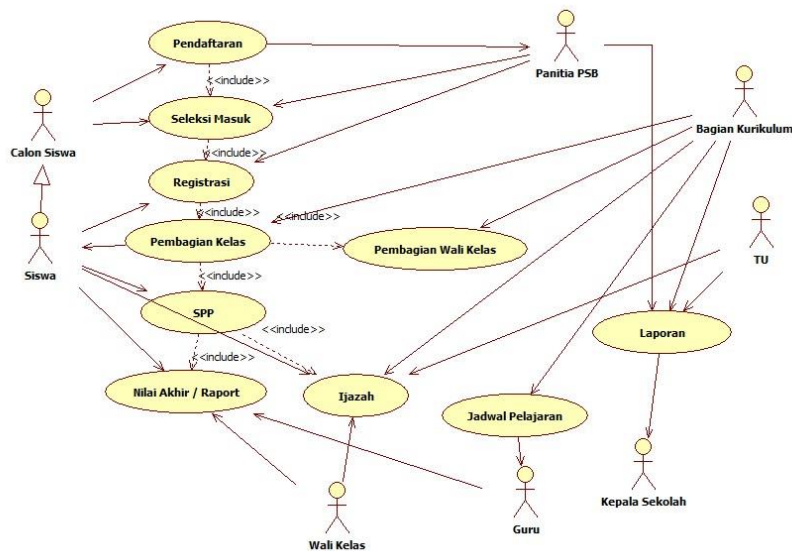 Pendaftaran
Panitia PSB
<<include>>
Seleksi Masuk
Bagian Kurikulum
Calon Siswa
<<include>>
Registrasi
<<include>>
<<include>>
Pembagian Kelas
Pembagian Wali Kelas
Siswa
TU
<<include>>
SPP
<<include>>
Laporan
<<include>>
Nilai Akhir / Raport
Ijazah
Jadwal Pelajaran
Kepala Sekolah
Guru
Wali Kelas